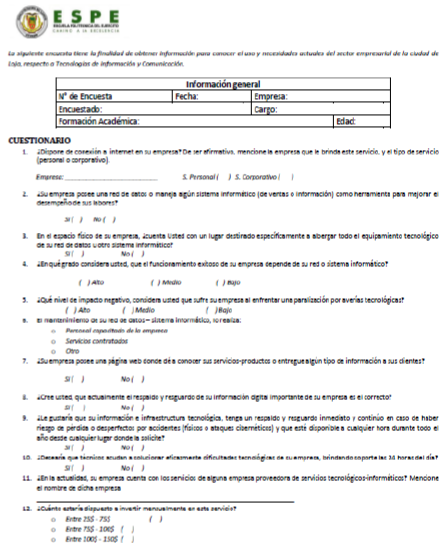 ESPE
ESCUELA POLITÉCNICA DEL EJÉRCITO
CAMINO A LA EXCELENCIA
La siguiente encuesta tiene la finalidad de obtener información para conocer el uso y necesidades actuales del sector empresarial de la ciudad de
Loja, respecto a Tecnologías de Información y Comunicación.
Información general
N° de Encuesta Fecha: Empresa:
Encuestado: Cargo:
Formación Académica: Edad:
CUESTIONARIO
1. ¿Dispone de conexión a internet en su empresa? De ser afirmativo, mencione la empresa que le brinda este servicio, y el tipo de servicio
(personal o corporativo).
Empresa: ____________________ S. Personal ( ) S. Corporativo ( )
2. ¿Su empresa posee una red de datos o maneja algún sistema informático (de ventas o información) como herramienta para mejorar el
desempeño de sus labores?
Si ( ) No ( )
3. En el espacio físico de su empresa, ¿cuenta Usted con un lugar destinado específicamente a albergar todo el equipamiento tecnológico
de su red de datos u otro sistema informático?
Si ( ) No ( )
4. ¿En qué grado considera usted, que el funcionamiento exitoso de su empresa depende de su red o sistema informático?
( ) Alto ( ) Medio ( ) Bajo
5. ¿Qué nivel de impacto negativo, considera usted que sufre su empresa al enfrentar una paralización por averías tecnológicas?
( ) Alto ( ) Medio ( ) Bajo
6. El mantenimiento de su red de datos – sistema informático, lo realiza:
o Personal capacitado de la empresa
o Servicios contratados
o Otro
7. ¿Su empresa posee una página web donde dé a conocer sus servicios-productos o entregue algún tipo de información a sus clientes?
Si ( ) No ( )
8. ¿Cree usted, que actualmente el respaldo y resguardo de su información digital importante de su empresa es el correcto?
Si ( ) No ( )
9. ¿Le gustaría que su información e infraestructura tecnológica, tenga un respaldo y resguardo inmediato y continúo en caso de haber
riesgo de pérdida o desperfectos por accidentes (físicos o ataques cibernéticos) y que esté disponible a cualquier hora durante todo el
año desde cualquier lugar donde la solicite?
Si ( ) No ( )
10. ¿Desearía que técnicos acudan a solucionar eficazmente dificultades tecnológicas de su empresa, brindando soporte las 24 horas del día?
Si ( ) No ( )
11. ¿En la actualidad, su empresa cuenta con los servicios de alguna empresa proveedora de servicios tecnológicos-informáticos? Mencione
el nombre de dicha empresa
12. ¿Cuánto estaría dispuesto a invertir mensualmente en este servicio?
o Entre 25$ - 75$ ( )
o Entre 75$ - 100$ ( )
o Entre 100$ - 150$ ( )